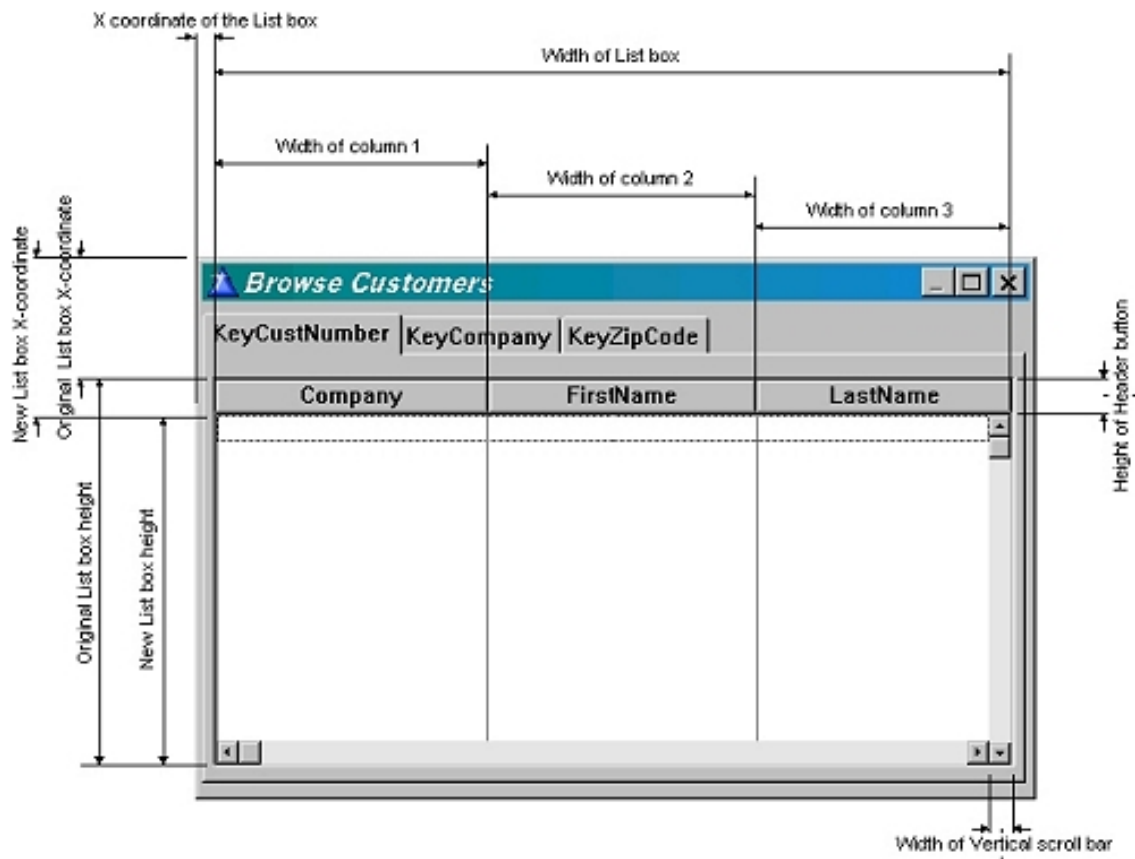 X coordinate of the List box
Width of List box
Width of column 1
Width of column 2
Width of column 3
New List box X-coordinate
Original List box X-coordinate
Browse Customers
KeyCustNumber KeyCompany KeyZipCode
Company FirstName LastName
Height of Header button
Original List box height
New List box height
Width of Vertical scroll bar